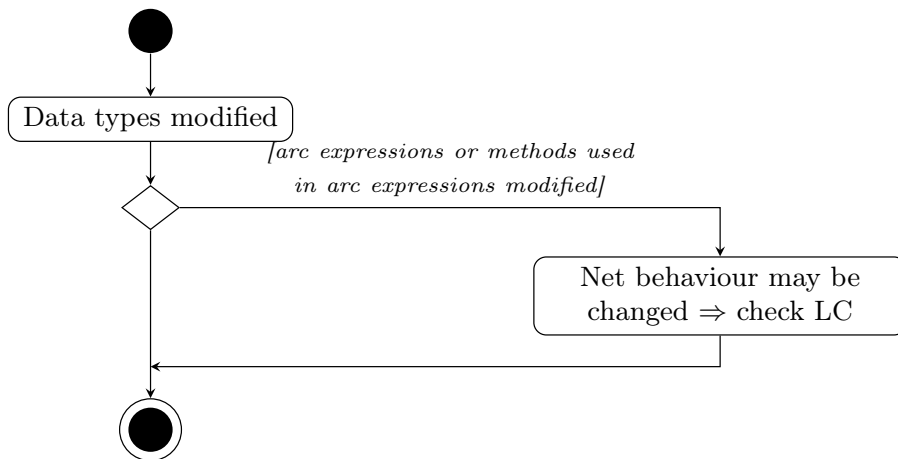 Data types modified
[arc expressions or methods used
in arc expressions modified]
Net behaviour may be
changed ⇒ check LC